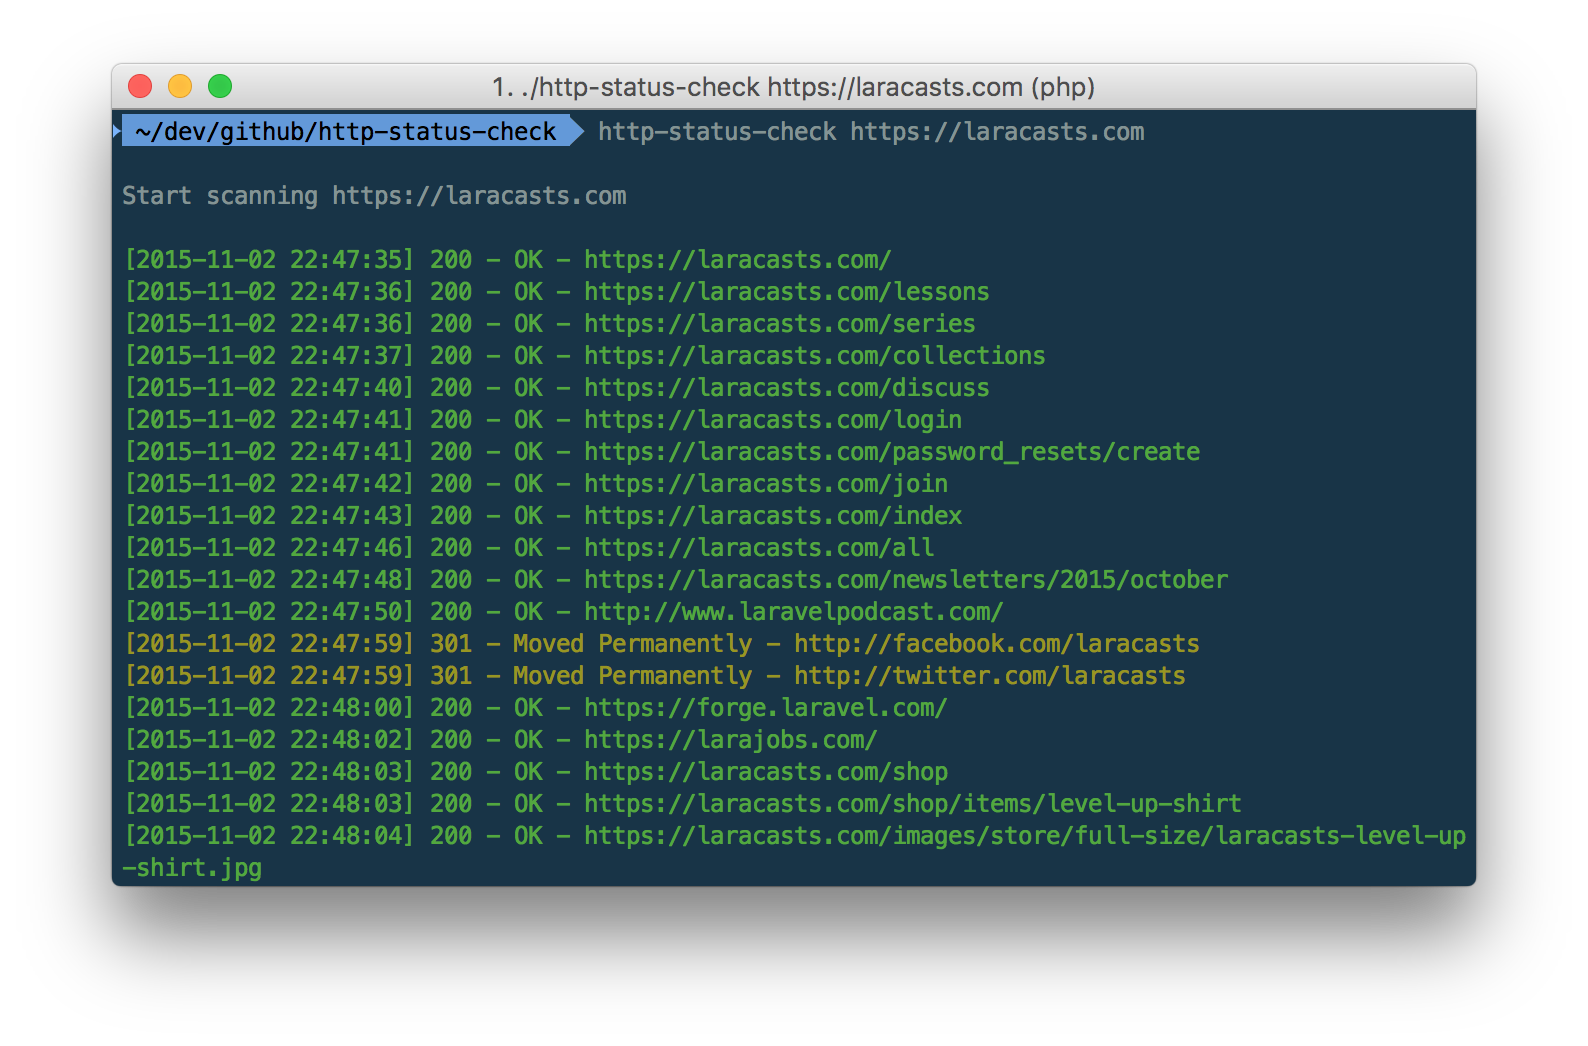 1. ./http-status-check https://laracasts.com (php)
~/dev/github/http-status-check http-status-check https://laracasts.com
Start scanning https://laracasts.com
[2015-11-02 22:47:35] 200 - OK - https://laracasts.com/
[2015-11-02 22:47:36] 200 - OK - https://laracasts.com/lessons
[2015-11-02 22:47:36] 200 - OK - https://laracasts.com/series
[2015-11-02 22:47:37] 200 - OK - https://laracasts.com/collections
[2015-11-02 22:47:40] 200 - OK - https://laracasts.com/discuss
[2015-11-02 22:47:41] 200 - OK - https://laracasts.com/login
[2015-11-02 22:47:41] 200 - OK - https://laracasts.com/password_resets/create
[2015-11-02 22:47:42] 200 - OK - https://laracasts.com/join
[2015-11-02 22:47:43] 200 - OK - https://laracasts.com/index
[2015-11-02 22:47:46] 200 - OK - https://laracasts.com/all
[2015-11-02 22:47:48] 200 - OK - https://laracasts.com/newsletters/2015/october
[2015-11-02 22:47:50] 200 - OK - http://www.laravelpodcast.com/
[2015-11-02 22:47:59] 301 - Moved Permanently - http://facebook.com/laracasts
[2015-11-02 22:47:59] 301 - Moved Permanently - http://twitter.com/laracasts
[2015-11-02 22:48:00] 200 - OK - https://forge.laravel.com/
[2015-11-02 22:48:02] 200 - OK - https://larajobs.com/
[2015-11-02 22:48:03] 200 - OK - https://laracasts.com/shop
[2015-11-02 22:48:03] 200 - OK - https://laracasts.com/shop/items/level-up-shirt
[2015-11-02 22:48:04] 200 - OK - https://laracasts.com/images/store/full-size/laracasts-level-up
-shirt.jpg